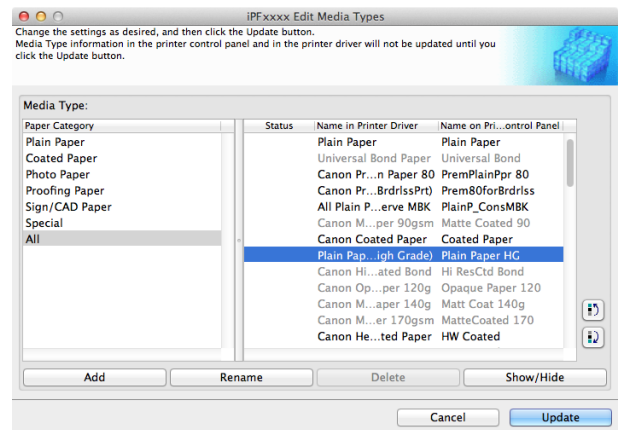 iPFxxxx Edit Media Types
Change the settings as desired, and then click the Update button.
Media Type information in the printer control panel and in the printer driver will not be updated until you
click the Update button.
Media Type:
Paper Category Status Name in Printer Driver Name on Pri...ontrol Panel
Plain Paper Plain Paper Plain Paper
Coated Paper Universal Bond Paper Universal Bond
Photo Paper Canon Pr...n Paper 80 PremPlainPpr 80
Proofing Paper Canon Pr...BrdrlssPrt) Prem80forBrdrlss
Sign/CAD Paper All Plain P...erve MBK PlainP_ConsMBK
Special Canon M...per 90gsm Matte Coated 90
All Canon Coated Paper Coated Paper
Plain Pap...igh Grade) Plain Paper HG
Canon Hi...ated Bond Hi ResCtd Bond
Canon Op...per 120g Opaque Paper 120
Canon M...aper 140g Matt Coat 140g
Canon M...er 170gsm MatteCoated 170
Canon He...ted Paper HW Coated
Add Rename Delete Show/Hide
Cancel Update